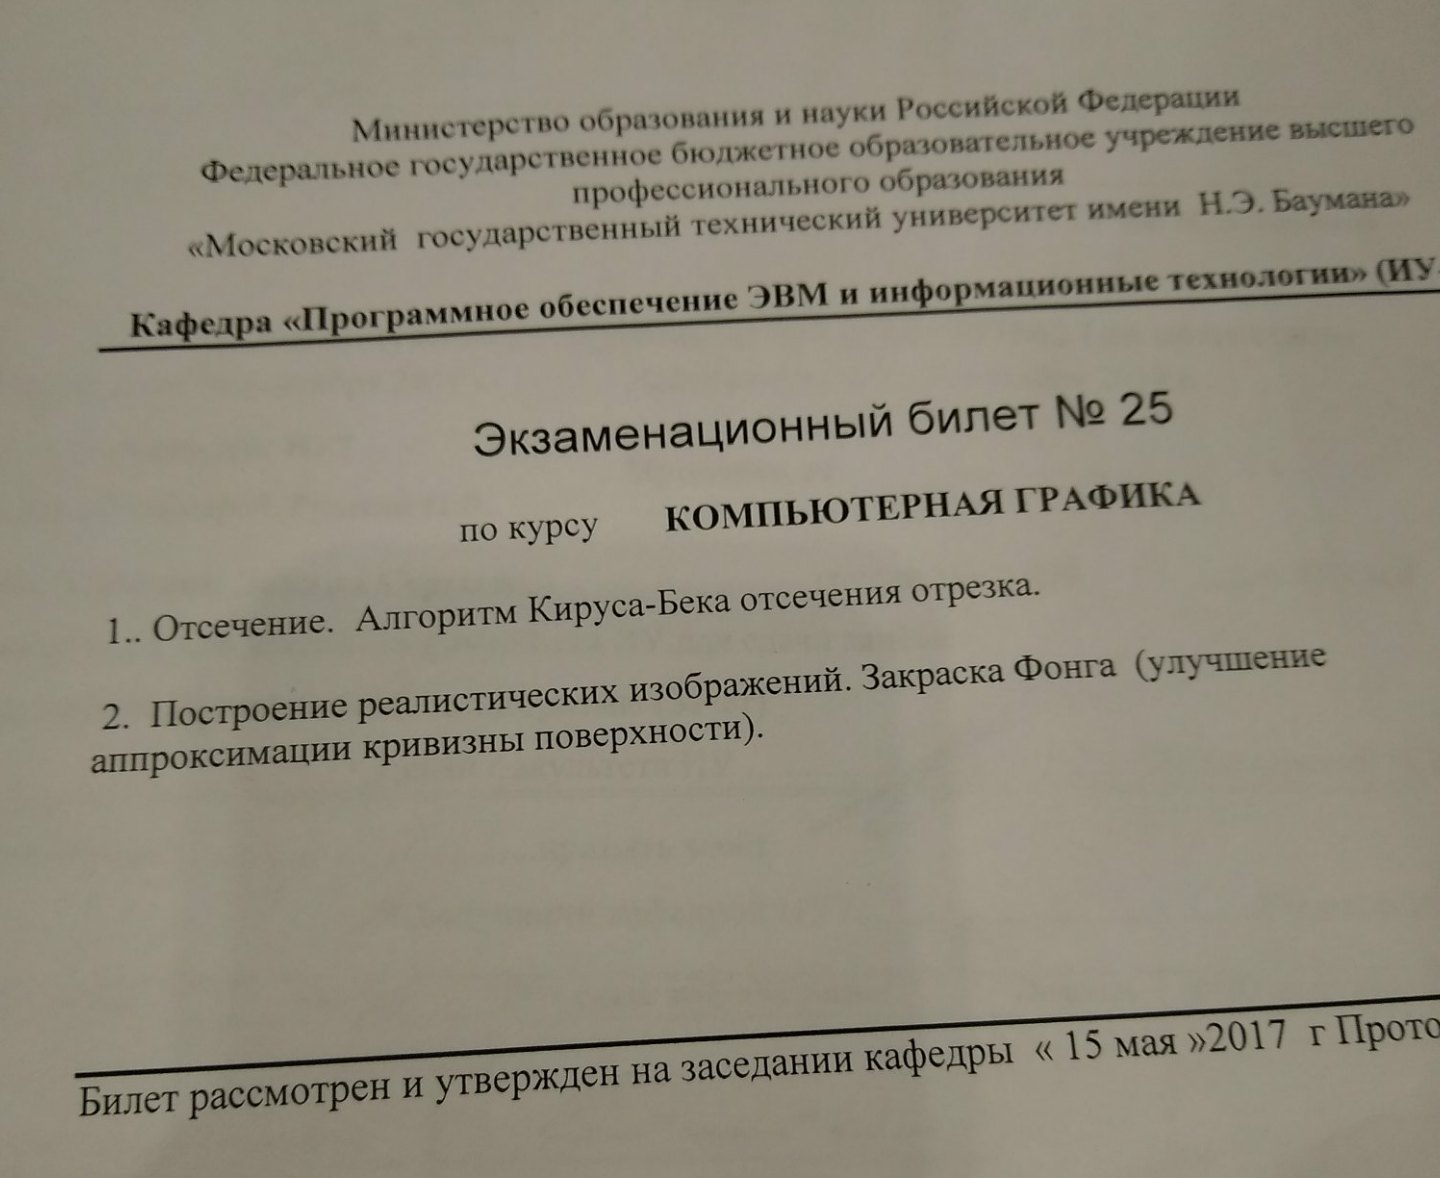 Министерство образования и науки Российской Федерации
Федеральное государственное бюджетное образовательное учреждение высшего
профессионального образования
«Московский государственный технический университет имени Н.Э. Баумана»
Кафедра «Программное обеспечение ЭВМ и информационные технологии» (ИУ
Экзаменационный билет № 25
по курсу КОМПЬЮТЕРНАЯ ГРАФИКА
1.. Отсечение. Алгоритм Кируса-Бека отсечения отрезка.
2. Построение реалистических изображений. Закраска Фонга (улучшение
аппроксимации кривизны поверхности).
Билет рассмотрен и утвержден на заседании кафедры « 15 мая »2017 г Прото